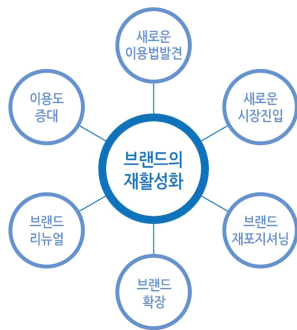 새로운
이용법발견
이용도
증대
새로운
시장진입
브랜드의
재활성화
브랜드
리뉴얼
브랜드
재포지셔닝
브랜드
확장